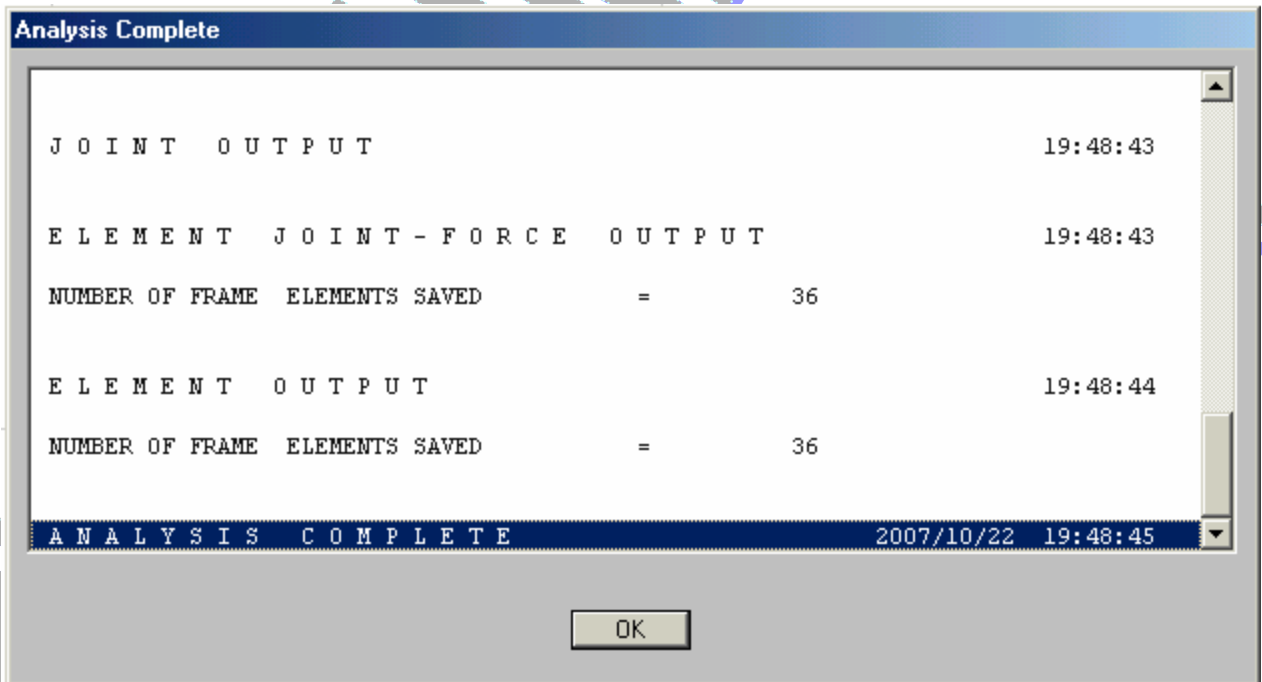 Analysis Complete
J O I N T   O U T P U T   19:48:43
E L E M E N T   J O I N T - F O R C E   O U T P U T   19:48:43
NUMBER OF FRAME ELEMENTS SAVED = 36
E L E M E N T   O U T P U T   19:48:44
NUMBER OF FRAME ELEMENTS SAVED = 36
A N A L Y S I S   C O M P L E T E   2007/10/22 19:48:45
OK